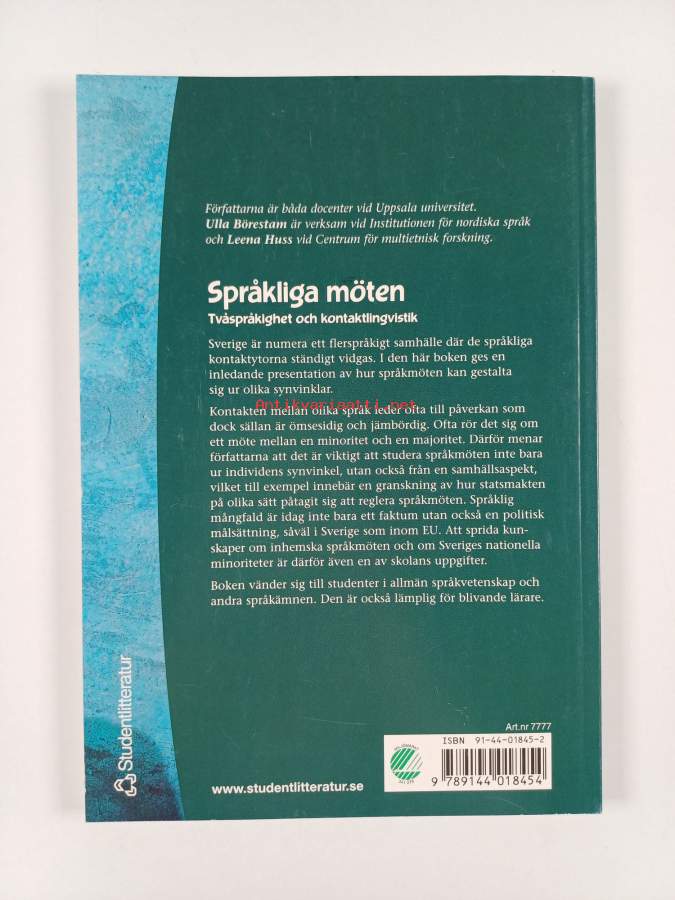 Författarna är båda docenter vid Uppsala universitet.
Ulla Börestam är verksam vid Institutionen för nordiska språk
och Leena Huss vid Centrum för multietnisk forskning.
Språkliga möten
Tvåspråkighet och kontaktlingvistik
Sverige är numera ett flerspråkigt samhälle där de språkliga
kontaktytorna ständigt vidgas. I den här boken ges en
inledande presentation av hur språkmöten kan gestalta
sig ur olika synvinklar.
Antikvariaatti.net
Kontakten mellan olika språk leder ofta till påverkan som
dock sällan är ömsesidig och jämbördig. Ofta rör det sig om
ett möte mellan en minoritet och en majoritet. Därför menar
författarna att det är viktigt att studera språkmöten inte bara
ur individens synvinkel, utan också från en samhällsaspekt,
vilket till exempel innebär en granskning av hur statsmakten
på olika sätt påtagit sig att reglera språkmöten. Språklig
mångfald är idag inte bara ett faktum utan också en politisk
målsättning, såväl i Sverige som inom EU. Att sprida kun-
skaper om inhemska språkmöten och om Sveriges nationella
minoriteter är därför även en av skolans uppgifter.
Boken vänder sig till studenter i allmän språkvetenskap och
andra språkämnen. Den är också lämplig för blivande lärare.
Studentlitteratur
Art.nr 7777
ISBN 91-44-01845-2
9 789144 018454
www.studentlitteratur.se